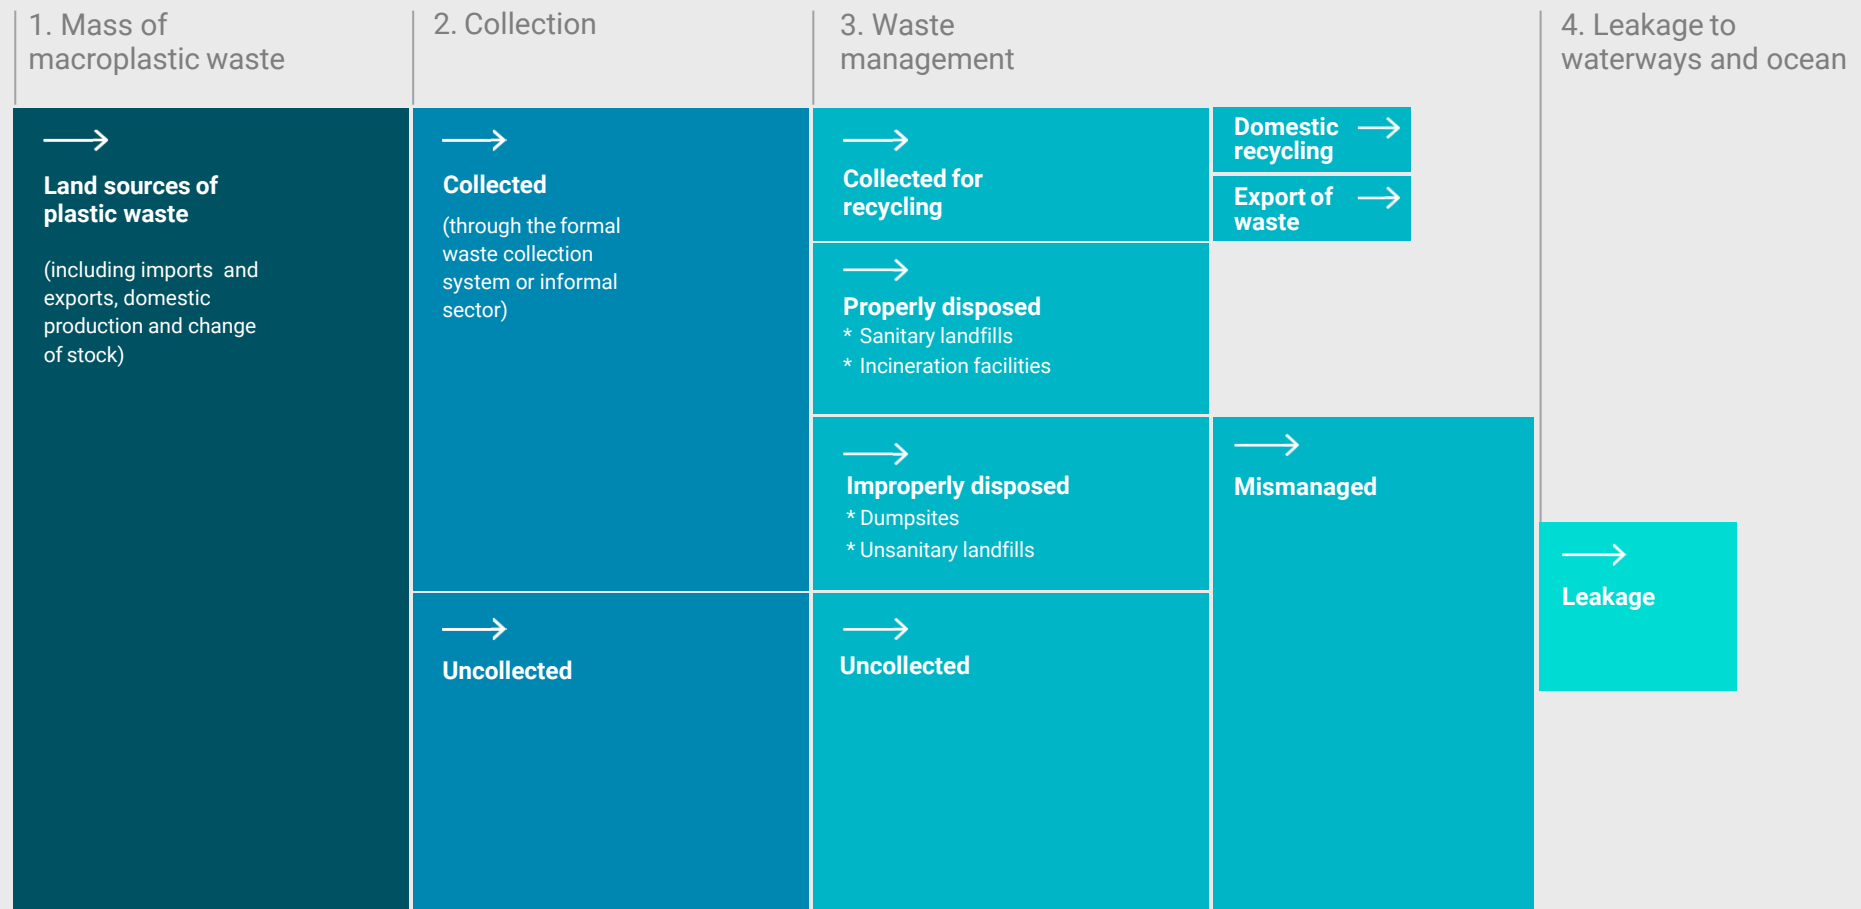 1. Mass of
macroplastic waste
2. Collection
3. Waste
management
4. Leakage to
waterways and ocean
Land sources of
plastic waste
(including imports and
exports, domestic
production and change
of stock)
Collected
(through the formal
waste collection
system or informal
sector)
Uncollected
Collected for
recycling
Domestic
recycling
Export of
waste
Properly disposed
* Sanitary landfills
* Incineration facilities
Improperly disposed
* Dumpsites
* Unsanitary landfills
Uncollected
Mismanaged
Leakage